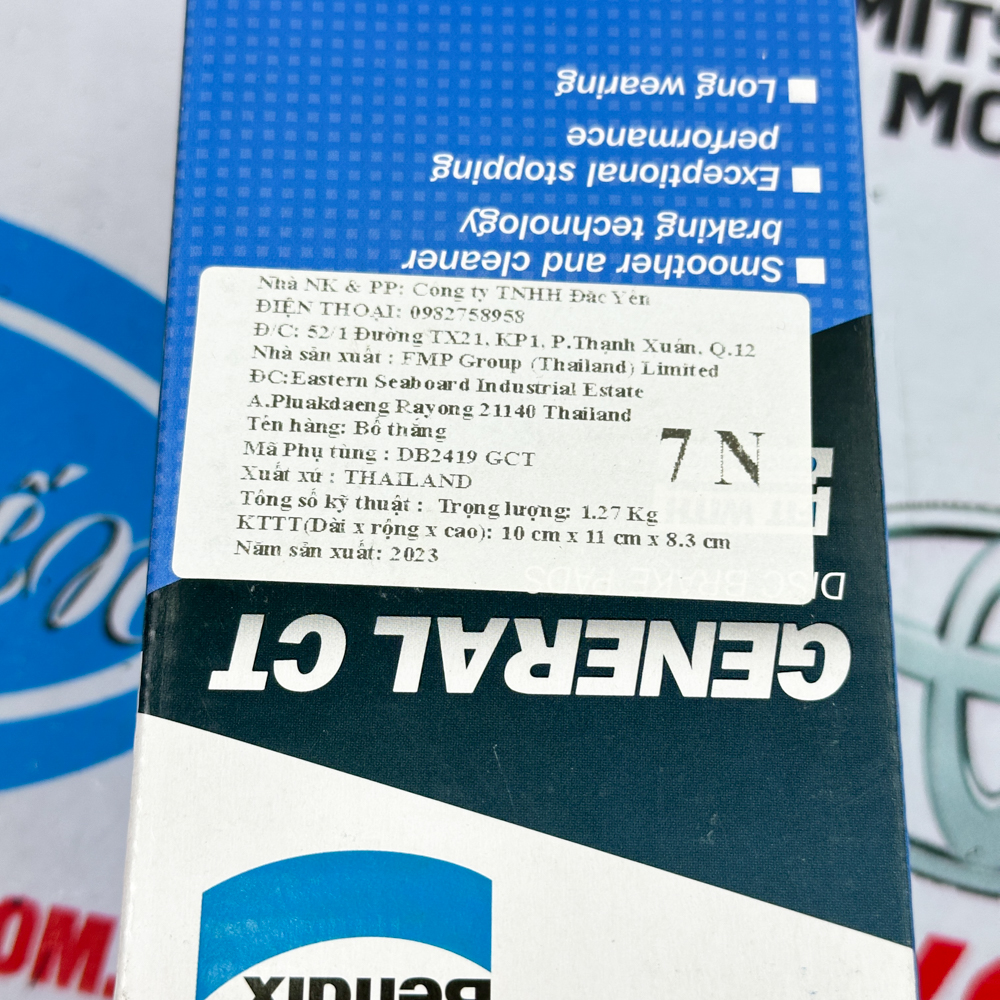 Nhà NK & PP: Công ty TNHH Đắc Yến
ĐIỆN THOẠI: 0982758958
Đ/C: 52/1 Đường TX21, KP1, P.Thạnh Xuân, Q.12
Nhà sản xuất : FMP Group (Thailand) Limited
ĐC:Eastern Seaboard Industrial Estate
A.Pluakdaeng Rayong 21140 Thailand
Tên hàng: Bố thắng
Mã Phụ tùng : DB2419 GCT
Xuất xứ : THAILAND
Tông số kỹ thuật : Trọng lượng: 1.27 Kg
KTTT(Dài x rộng x cao): 10 cm x 11 cm x 8.3 cm
Năm sản xuất: 2023
7 N
Bendix
GENERAL CT
DISC BRAKE PADS
Smoother and cleaner
braking technology
Exceptional stopping
performance
Long wearing